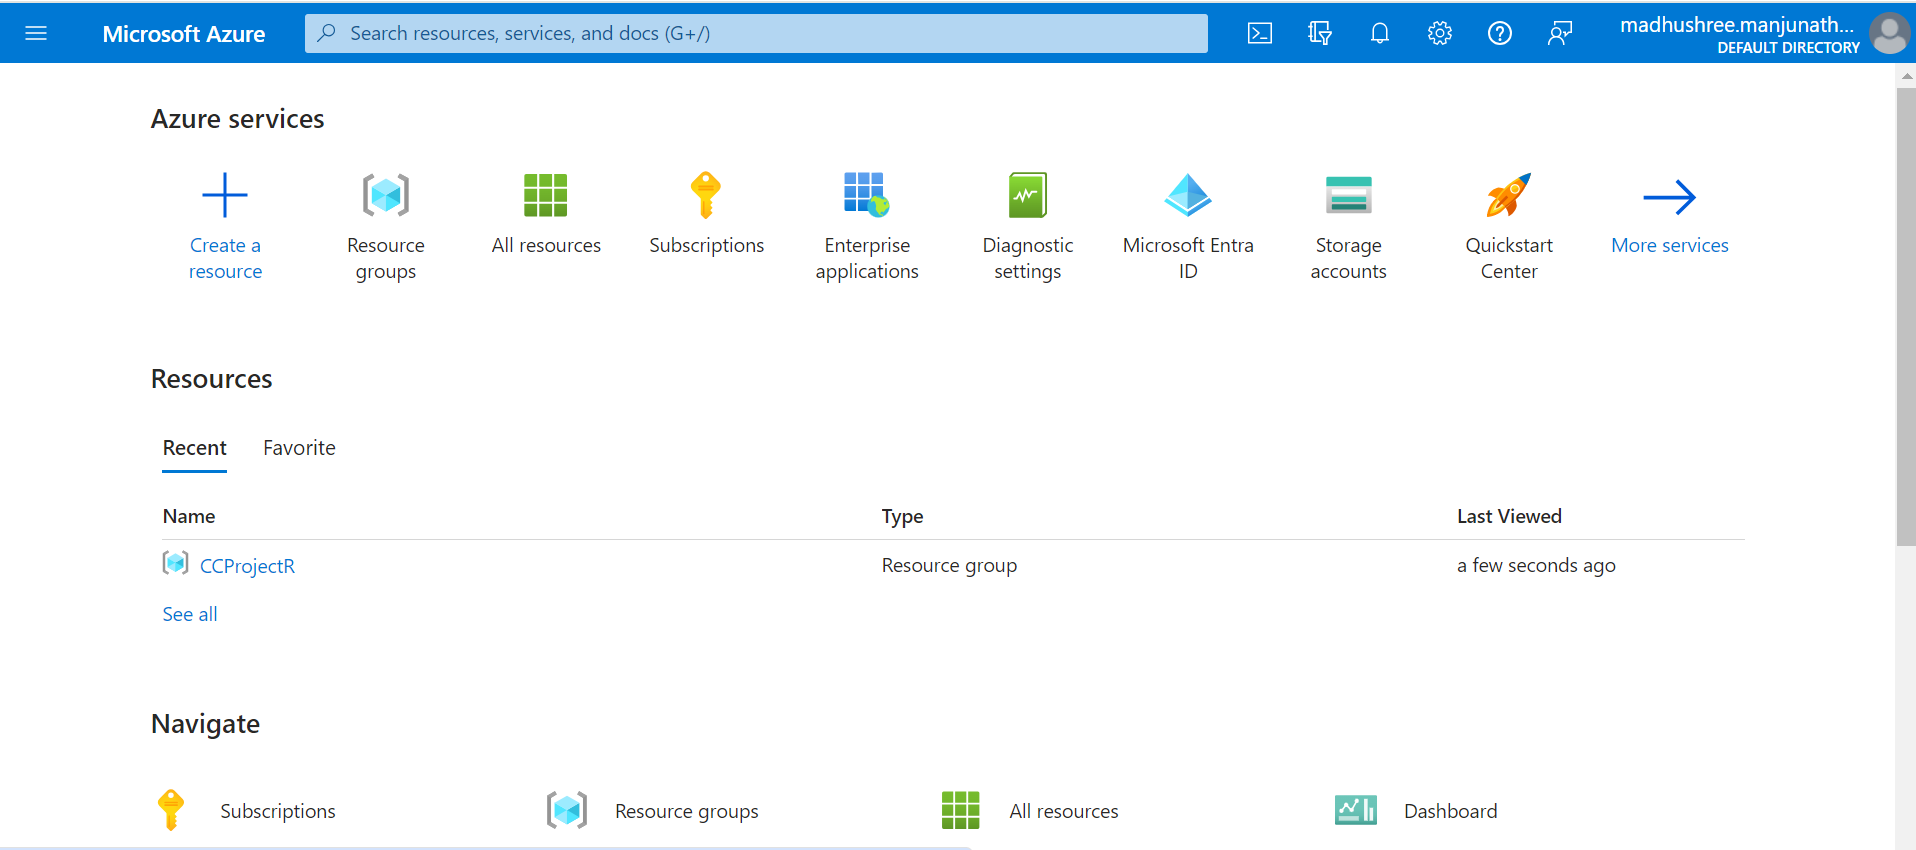 Microsoft Azure
Search resources, services, and docs (G+/)
madhushree.manjunath...
DEFAULT DIRECTORY
Azure services
Create a
resource
Resource
groups
All resources
Subscriptions
Enterprise
applications
Diagnostic
settings
Microsoft Entra
ID
Storage
accounts
Quickstart
Center
More services
Resources
Recent Favorite
Name Type Last Viewed
CCProjectR Resource group a few seconds ago
See all
Navigate
Subscriptions Resource groups All resources Dashboard